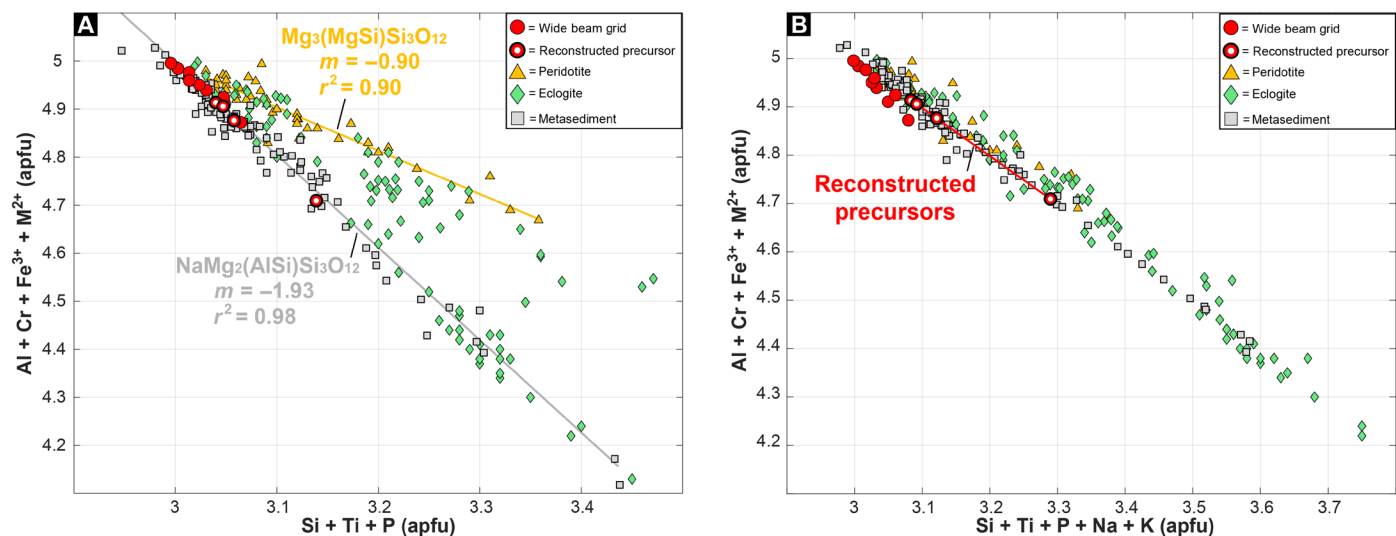 A
= Wide beam grid
= Reconstructed precursor
= Peridotite
= Eclogite
= Metasediment
Mg₃(MgSi)Si₃O₁₂
m = −0.90
r² = 0.90
NaMg₂(AlSi)Si₃O₁₂
m = −1.93
r² = 0.98
Al + Cr + Fe³⁺ + M²⁺ (apfu)
5
4.9
4.8
4.7
4.6
4.5
4.4
4.3
4.2
3 3.1 3.2 3.3 3.4
Si + Ti + P (apfu)
B
= Wide beam grid
= Reconstructed precursor
= Peridotite
= Eclogite
= Metasediment
Reconstructed
precursors
Al + Cr + Fe³⁺ + M²⁺ (apfu)
5
4.9
4.8
4.7
4.6
4.5
4.4
4.3
4.2
3 3.1 3.2 3.3 3.4 3.5 3.6 3.7
Si + Ti + P + Na + K (apfu)